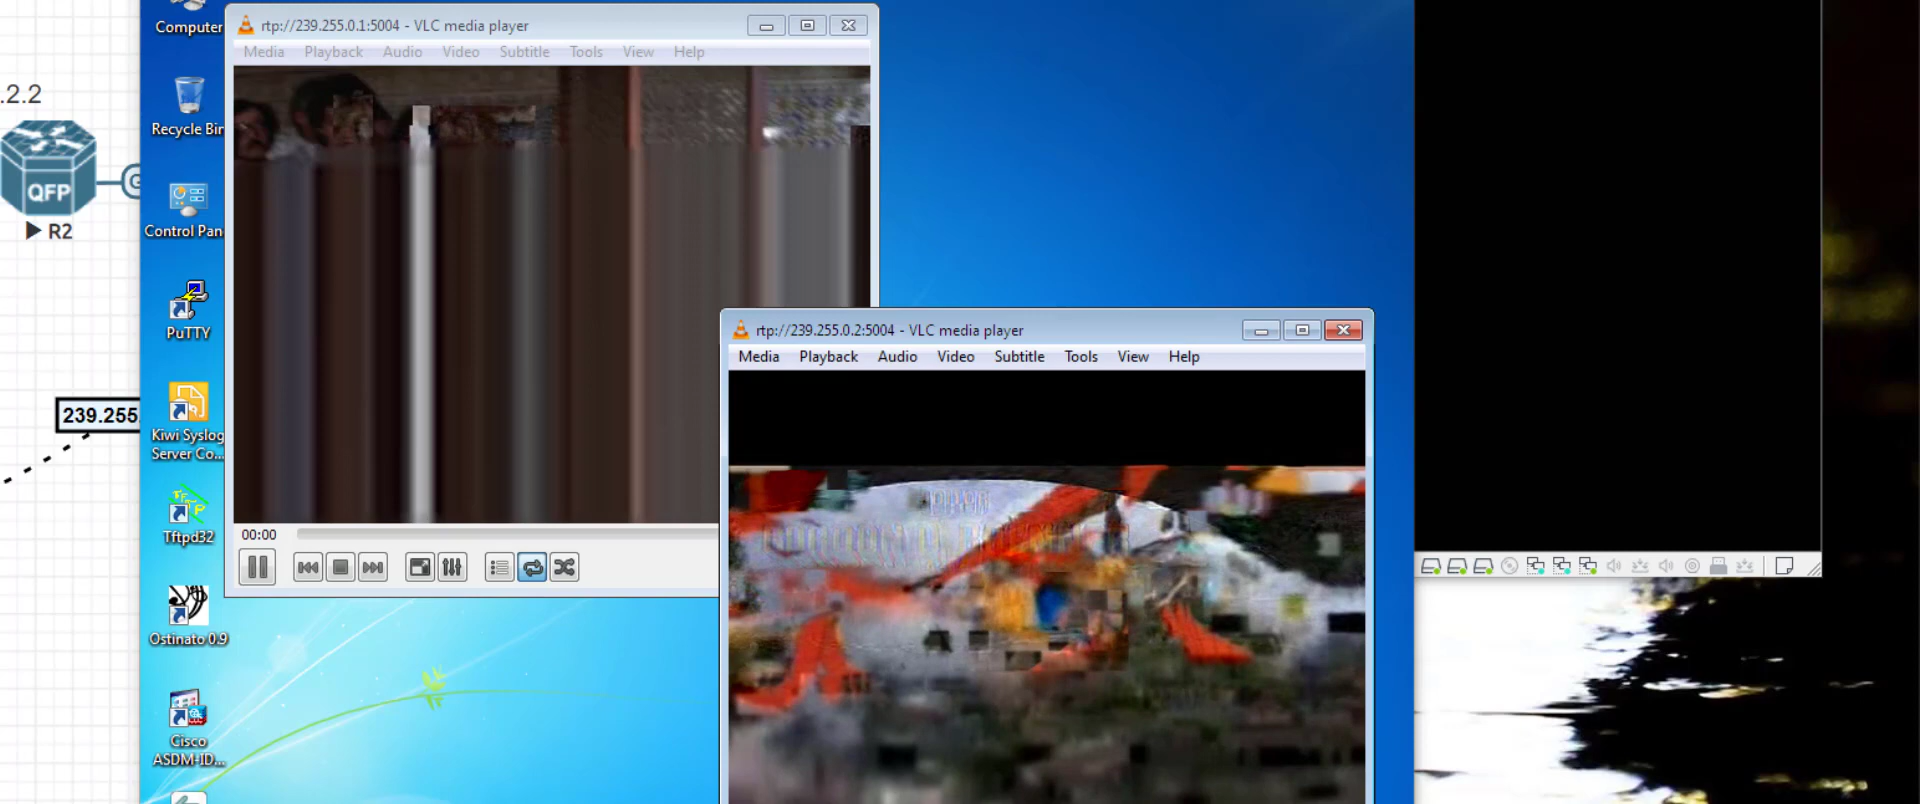 .2.2
QFP
R2
239.255.
Computer
Recycle Bin
Control Pan
PuTTY
Kiwi Syslog
Server Co...
Tftpd32
Ostinato 0.9
Cisco
ASDM-ID...
rtp://239.255.0.1:5004 - VLC media player
Media Playback Audio Video Subtitle Tools View Help
00:00
rtp://239.255.0.2:5004 - VLC media player
Media Playback Audio Video Subtitle Tools View Help